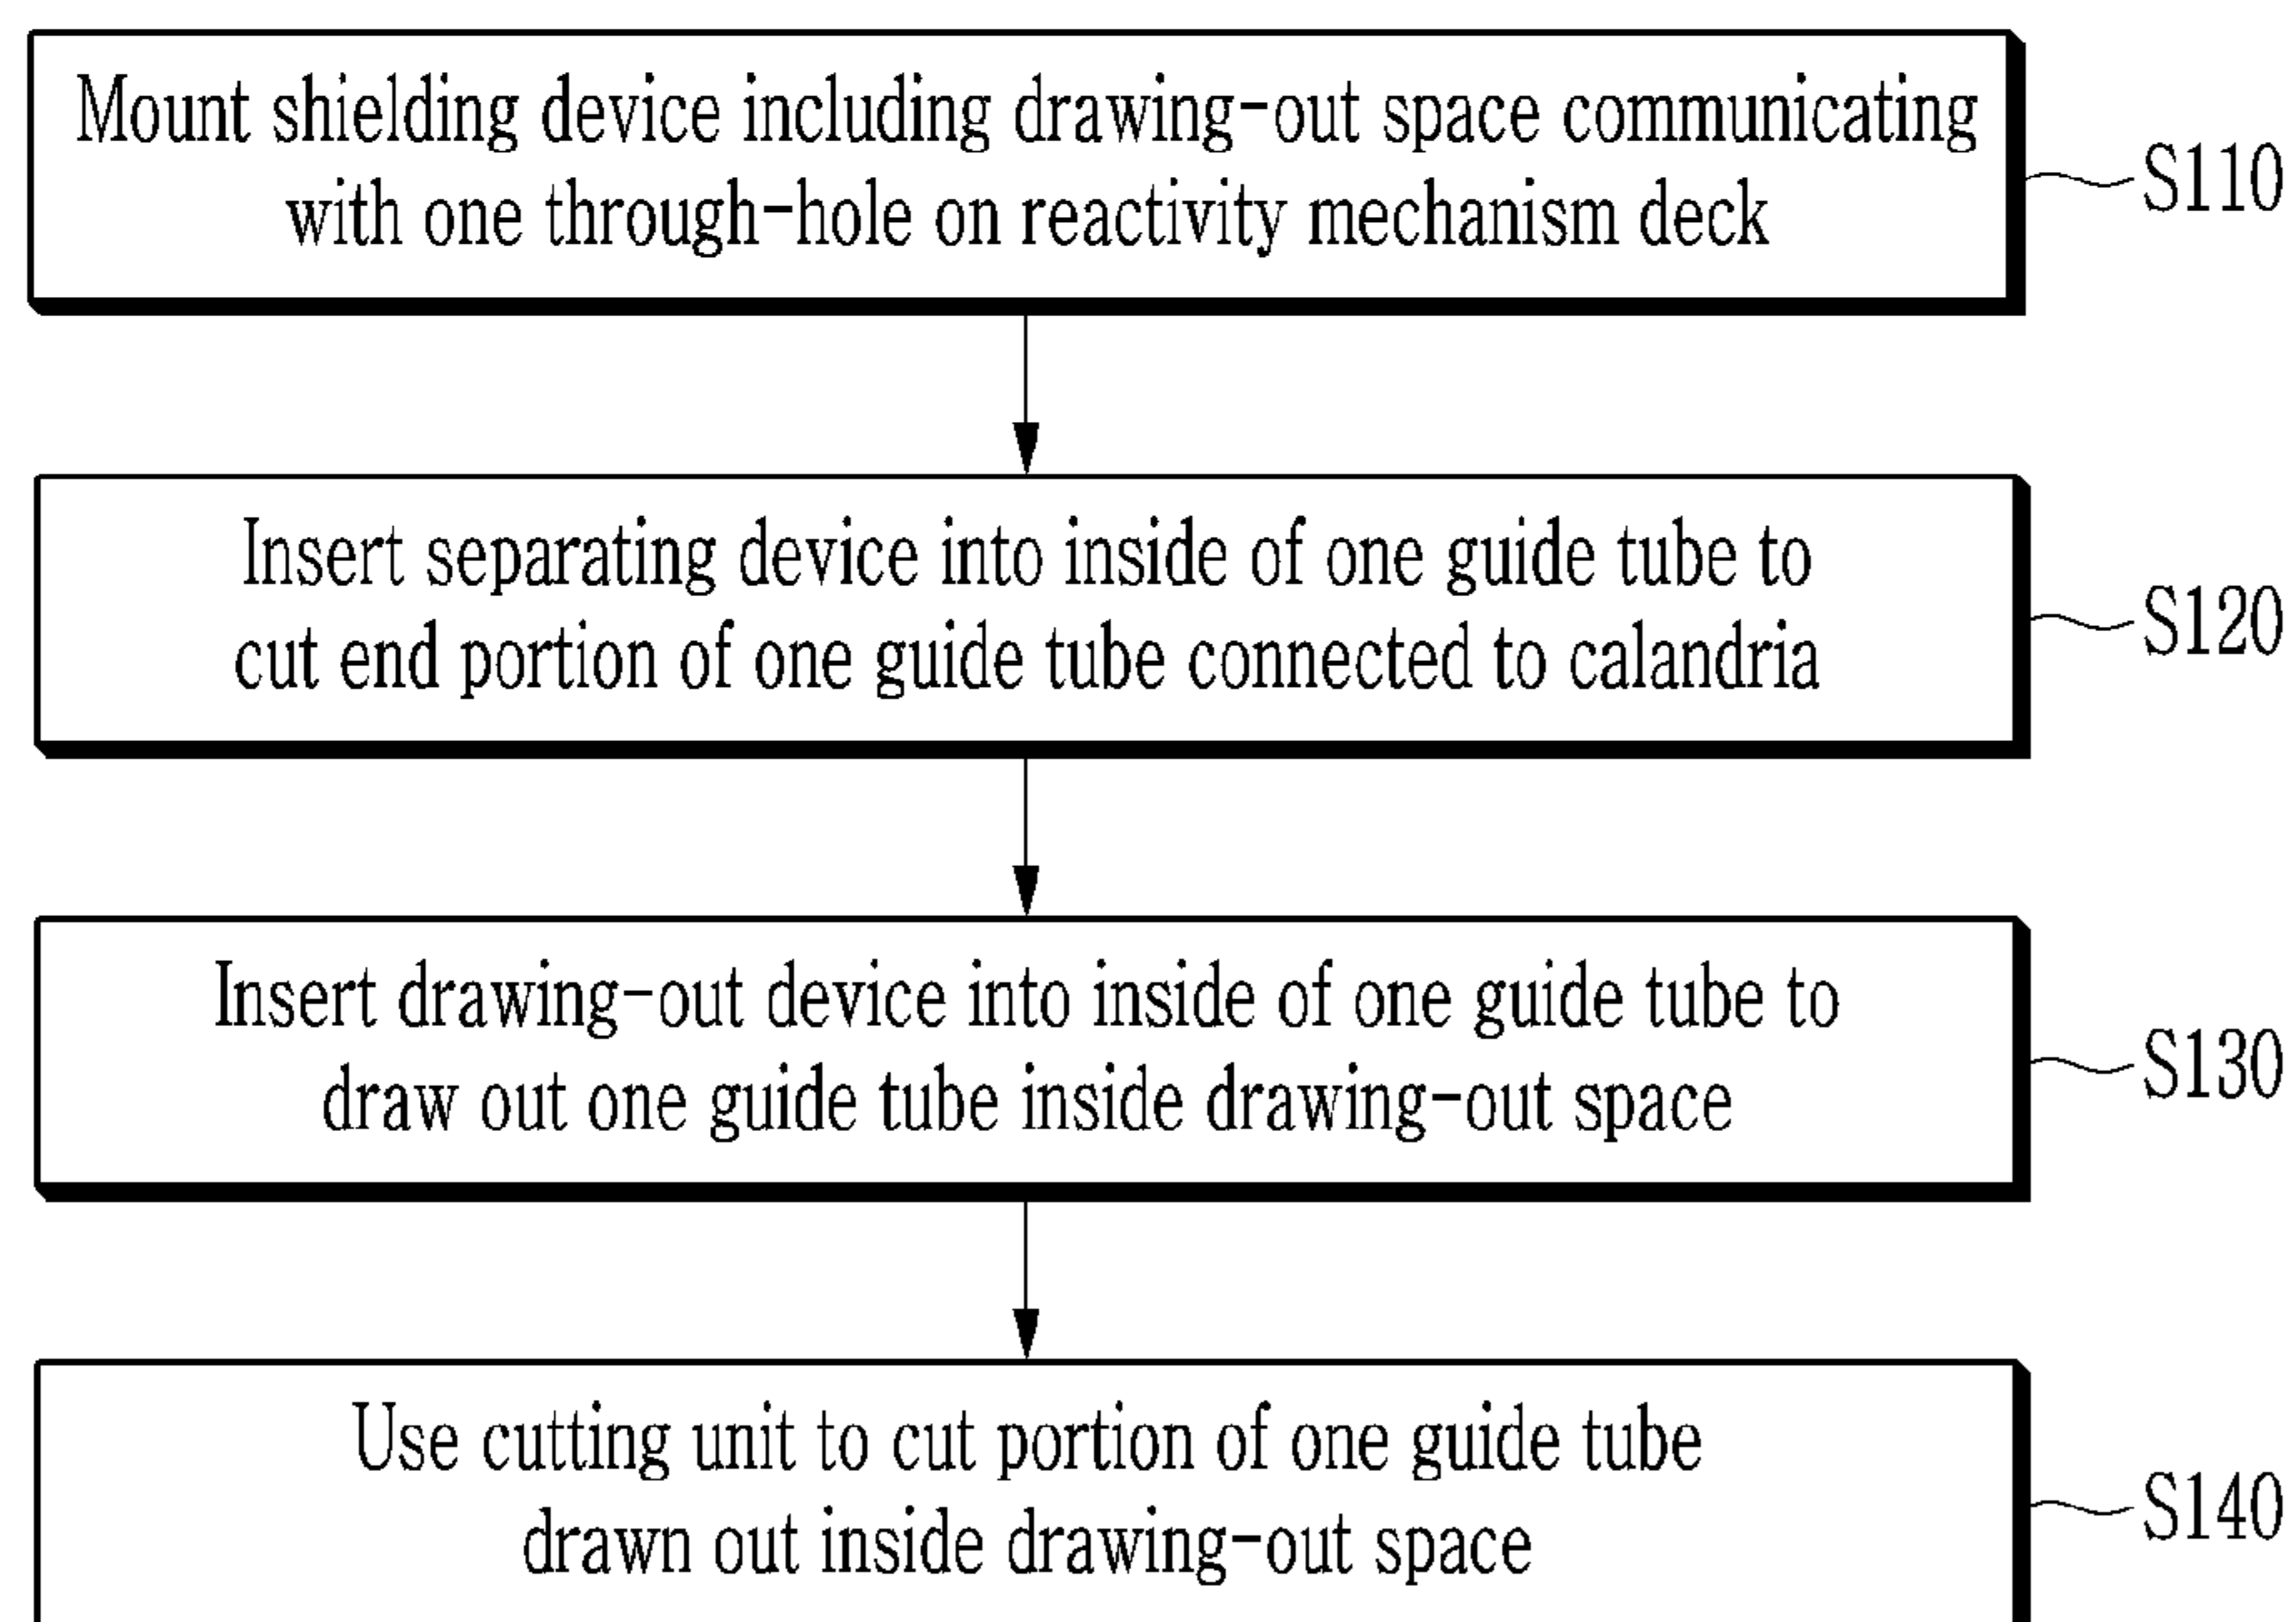 Mount shielding device including drawing-out space communicating
with one through-hole on reactivity mechanism deck
S110
Insert separating device into inside of one guide tube to
cut end portion of one guide tube connected to calandria
S120
Insert drawing-out device into inside of one guide tube to
draw out one guide tube inside drawing-out space
S130
Use cutting unit to cut portion of one guide tube
drawn out inside drawing-out space
S140